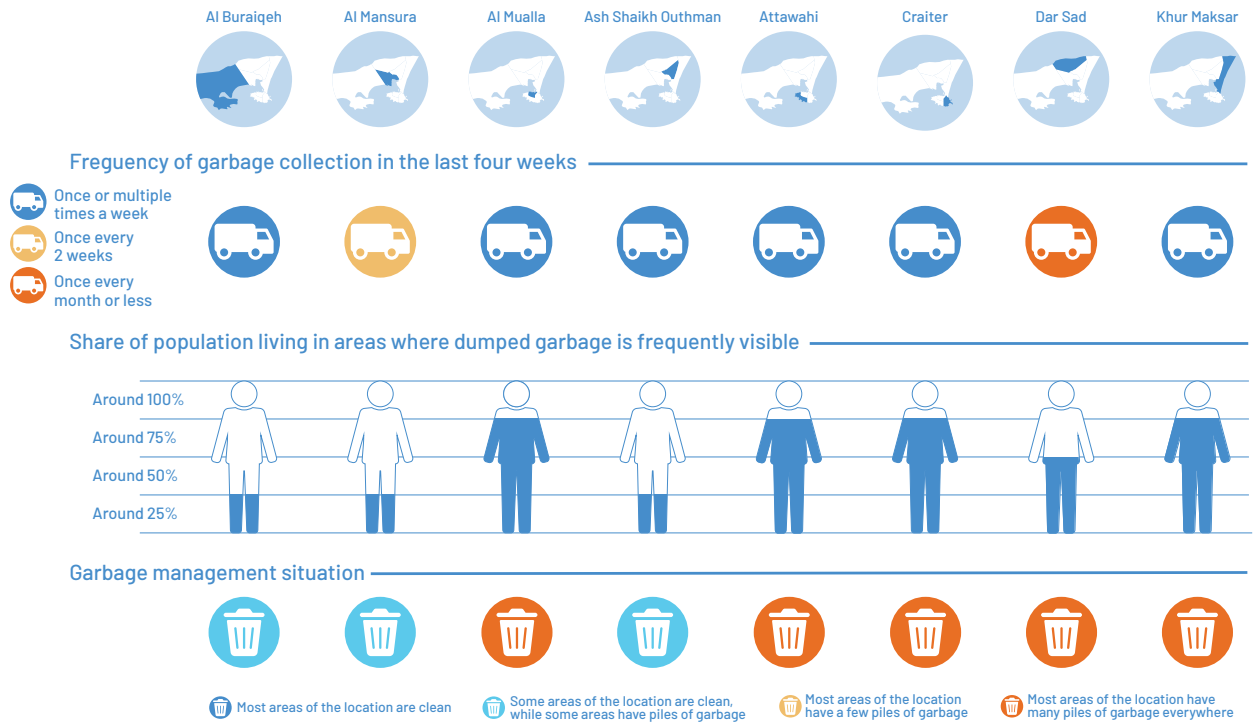 Al Buraiqeh
Al Mansura
Al Mualla
Ash Shaikh Outhman
Attawahi
Craiter
Dar Sad
Khur Maksar
Freguency of garbage collection in the last four weeks
Once or multiple
times a week
Once every
2 weeks
Once every
month or less
Share of population living in areas where dumped garbage is frequently visible
Around 100%
Around 75%
Around 50%
Around 25%
Garbage management situation
Most areas of the location are clean
Some areas of the location are clean,
while some areas have piles of garbage
Most areas of the location
have a few piles of garbage
Most areas of the location have
many piles of garbage everywhere